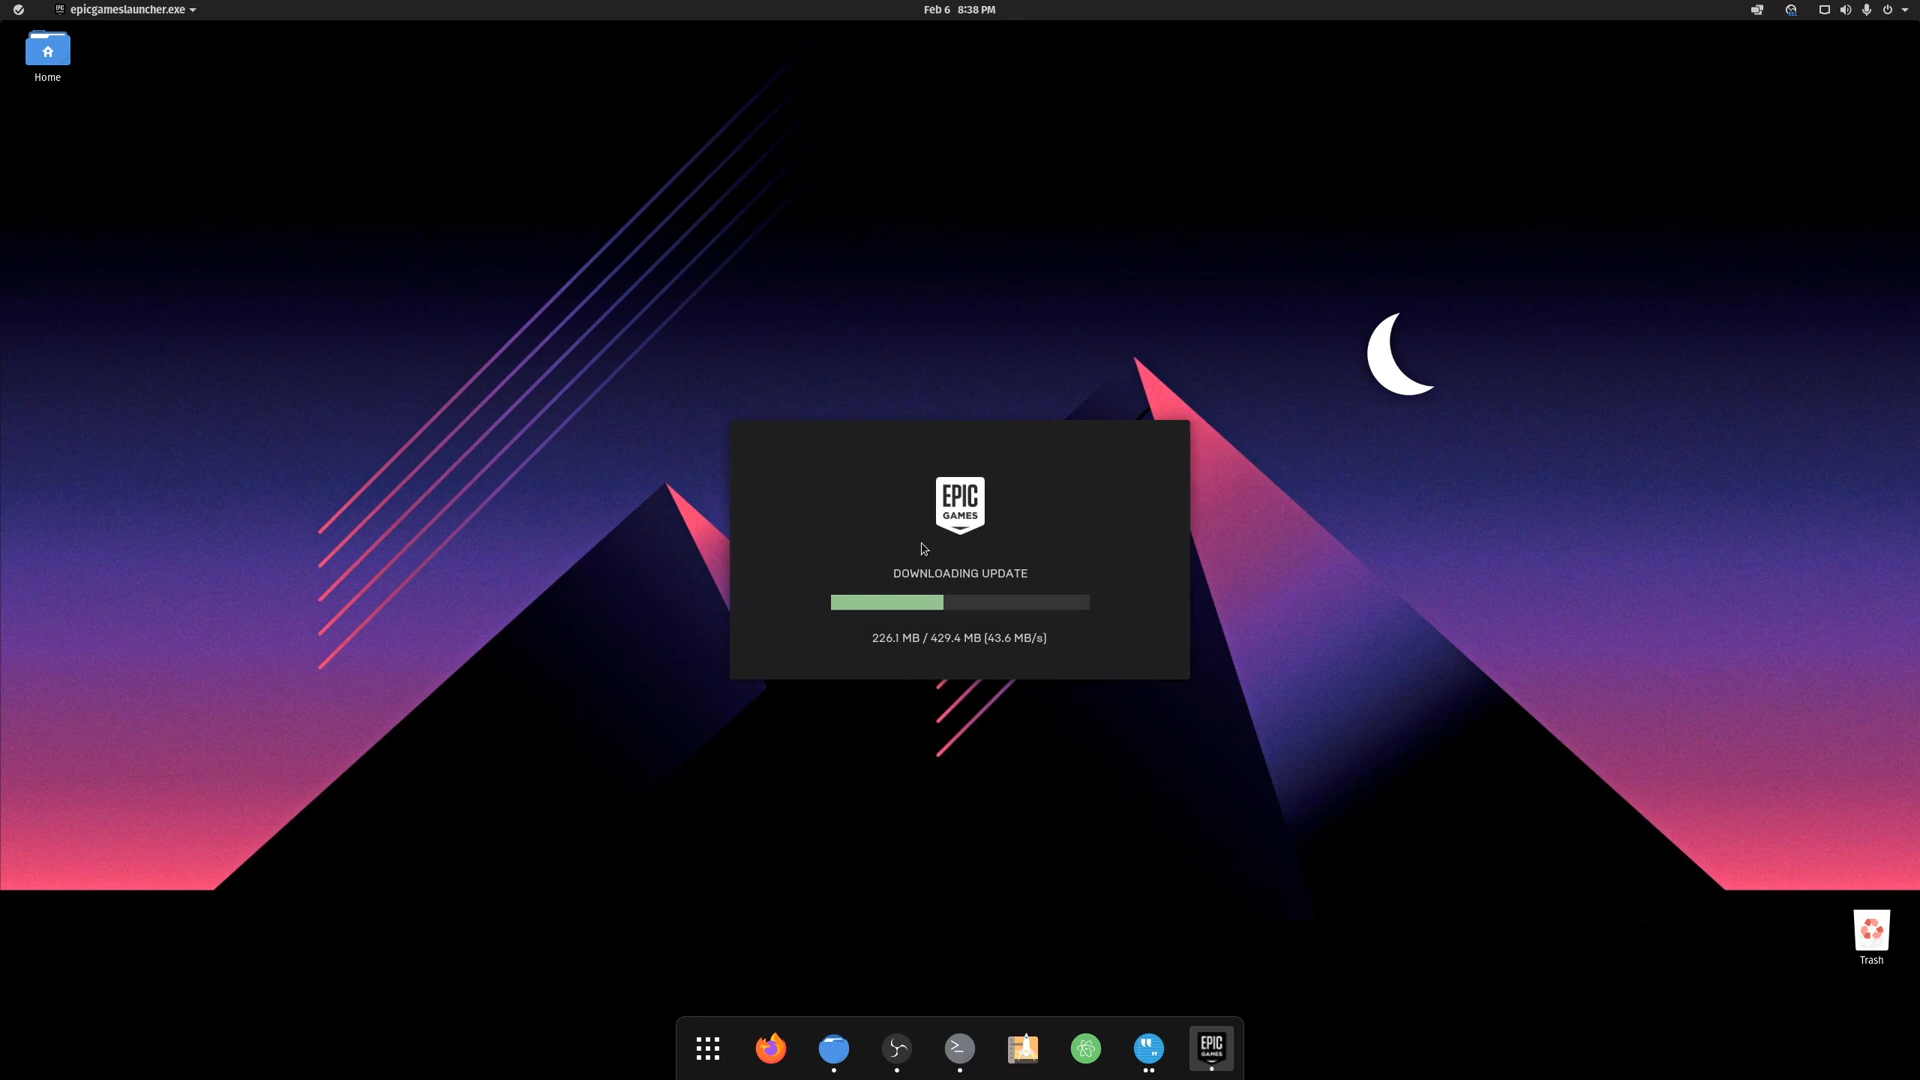 epicgameslauncher.exe
Feb 6 8:38 PM
Home
EPIC
GAMES
DOWNLOADING UPDATE
226.1 MB / 429.4 MB (43.6 MB/s)
Trash
EPIC
GAMES